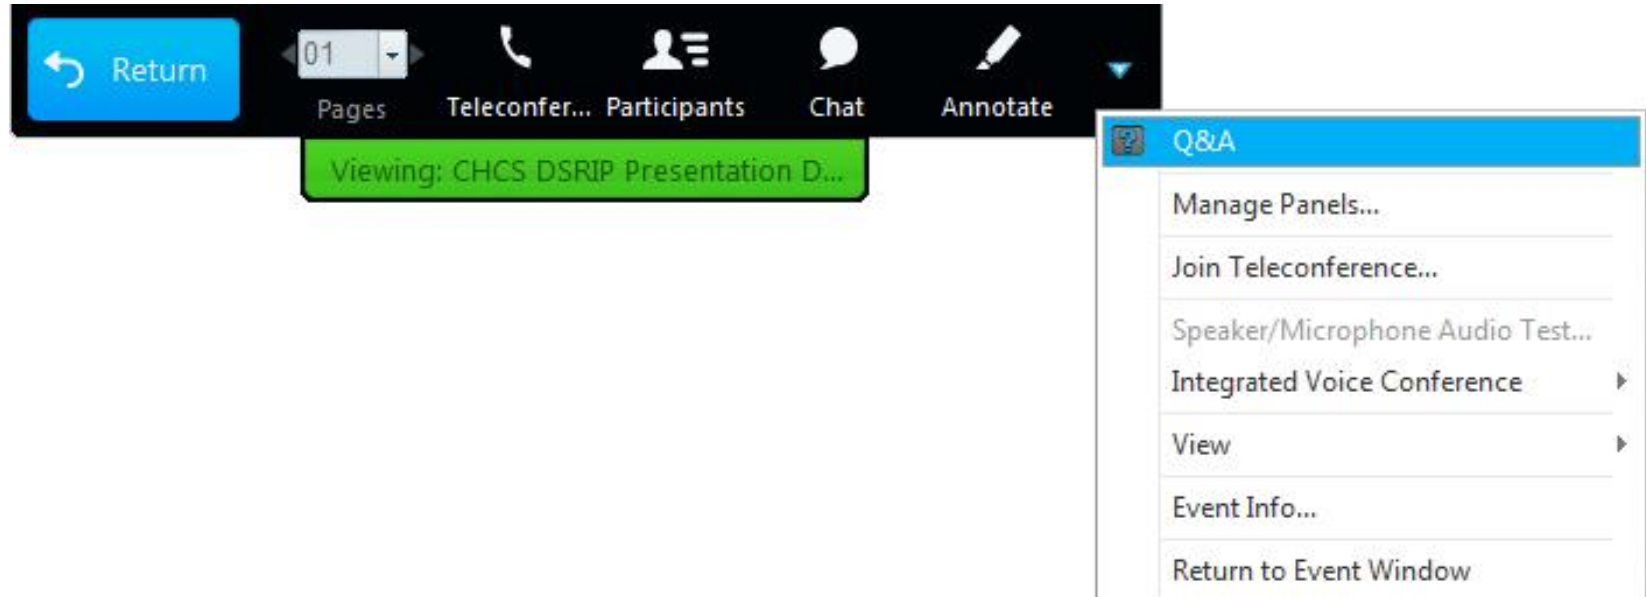 Return
01
Pages
Teleconfer...
Participants
Chat
Annotate
Viewing: CHCS DSRIP Presentation D...
Q&A
Manage Panels...
Join Teleconference...
Speaker/Microphone Audio Test...
Integrated Voice Conference
View
Event Info...
Return to Event Window